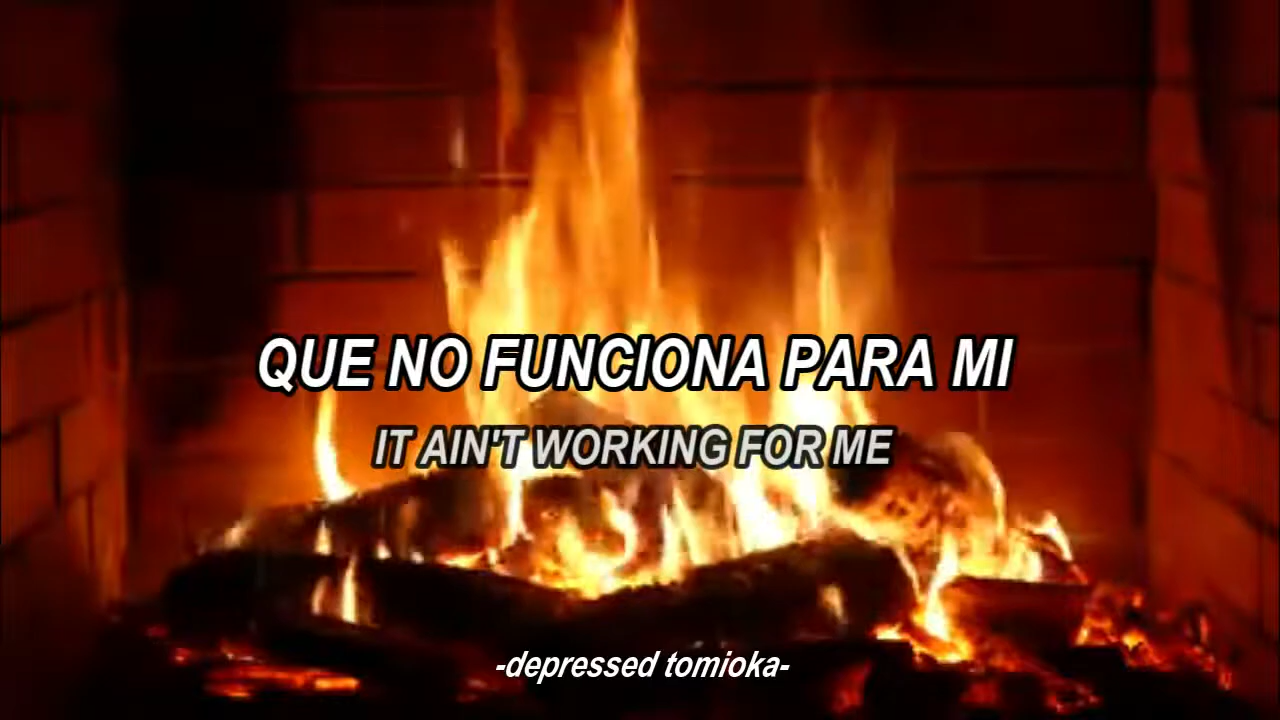 QUE NO FUNCIONA PARA MI
IT AIN'T WORKING FOR ME
-depressed tomioka-